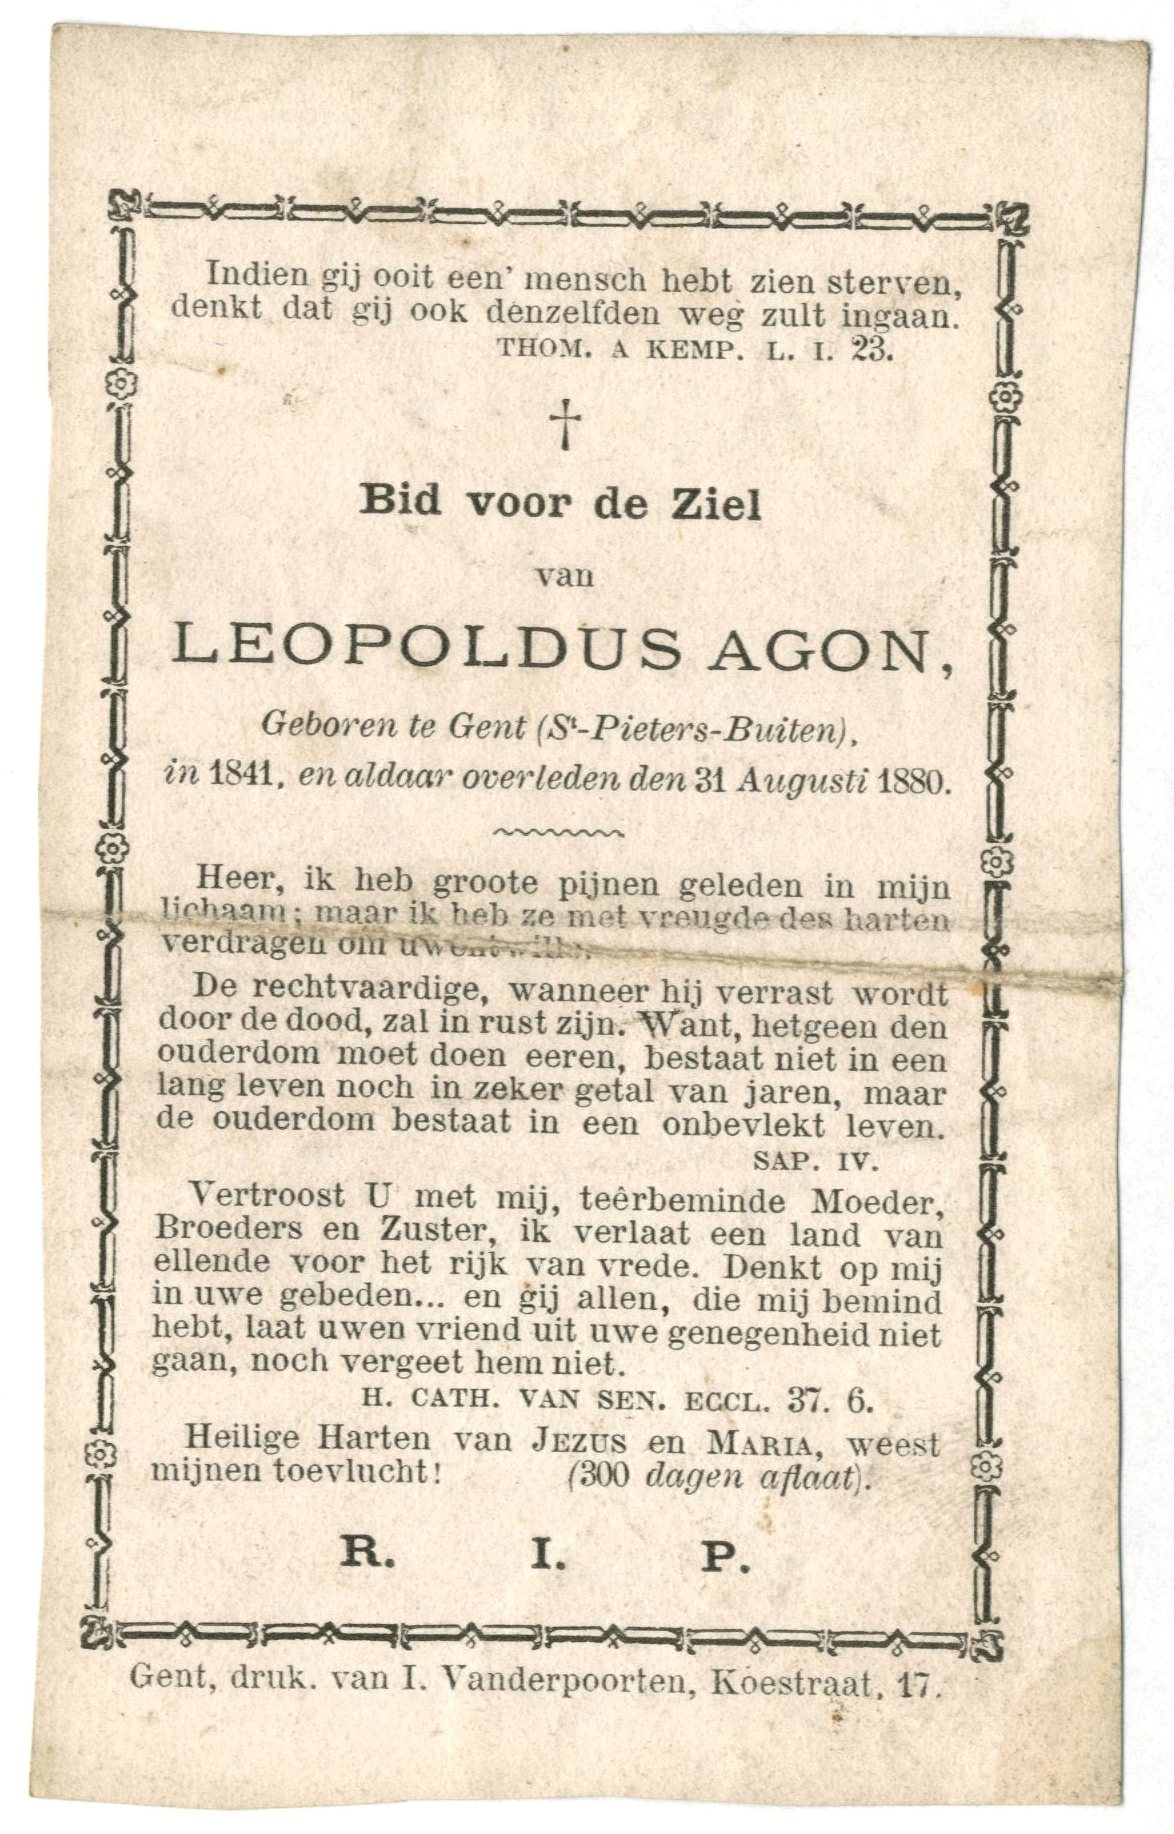 Indien gij ooit een' mensch hebt zien sterven,
denkt dat gij ook denzelfden weg zult ingaan.
THOM. A KEMP. L. I. 23.
†
Bid voor de Ziel
van
LEOPOLDUS AGON,
Geboren te Gent (St-Pieters-Buiten),
in 1841, en aldaar overleden den 31 Augusti 1880.
Heer, ik heb groote pijnen geleden in mijn
lichaam; maar ik heb ze met vreugde des harten
verdragen om uwentwille.
De rechtvaardige, wanneer hij verrast wordt
door de dood, zal in rust zijn. Want, hetgeen den
ouderdom moet doen eeren, bestaat niet in een
lang leven noch in zeker getal van jaren, maar
de ouderdom bestaat in een onbevlekt leven.
SAP. IV.
Vertroost U met mij, teêrbeminde Moeder,
Broeders en Zuster, ik verlaat een land van
ellende voor het rijk van vrede. Denkt op mij
in uwe gebeden... en gij allen, die mij bemind
hebt, laat uwen vriend uit uwe genegenheid niet
gaan, noch vergeet hem niet.
H. CATH. VAN SEN. ECCL. 37. 6.
Heilige Harten van JEZUS en MARIA, weest
mijnen toevlucht! (300 dagen aflaat).
R. I. P.
Gent, druk. van I. Vanderpoorten, Koestraat, 17.